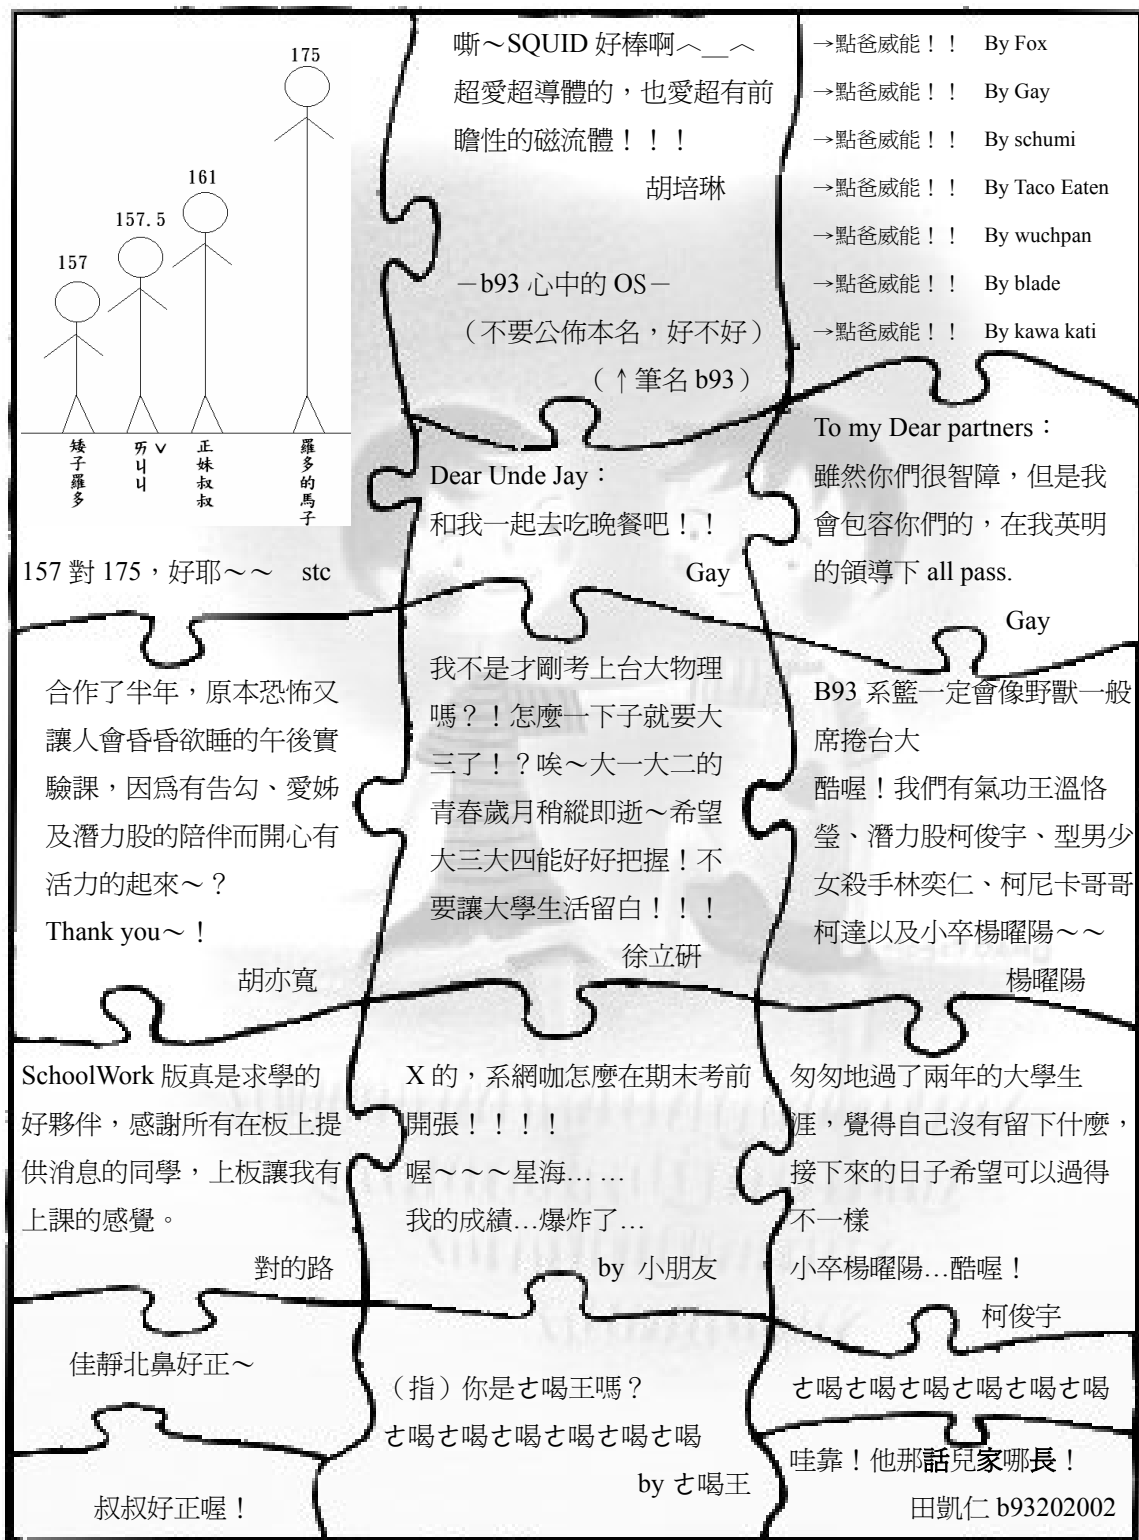 175
161
157.5
157
矮子羅多
ㄞˇㄐㄐ
正妹叔叔
羅多的馬子
157 對 175，好耶～～ stc
嘶～SQUID 好棒啊︿＿︿
超愛超導體的，也愛超有前
瞻性的磁流體！！！
胡培琳
－b93 心中的 OS－
（不要公佈本名，好不好）
（↑筆名 b93）
→點爸威能！！ By Fox
→點爸威能！！ By Gay
→點爸威能！！ By schumi
→點爸威能！！ By Taco Eaten
→點爸威能！！ By wuchpan
→點爸威能！！ By blade
→點爸威能！！ By kawa kati
Dear Unde Jay：
和我一起去吃晚餐吧！！
Gay
To my Dear partners：
雖然你們很智障，但是我
會包容你們的，在我英明
的領導下 all pass.
Gay
合作了半年，原本恐怖又
讓人會昏昏欲睡的午後實
驗課，因為有告勾、愛姊
及潛力股的陪伴而開心有
活力的起來～？
Thank you～！
胡亦寬
我不是才剛考上台大物理
嗎？！怎麼一下子就要大
三了！？唉～大一大二的
青春歲月稍縱即逝～希望
大三大四能好好把握！不
要讓大學生活留白！！！
徐立研
B93 系籃一定會像野獸一般
席捲台大
酷喔！我們有氣功王溫恪
瑩、潛力股柯俊宇、型男少
女殺手林奕仁、柯尼卡哥哥
柯達以及小卒楊曜陽～～
楊曜陽
SchoolWork 版真是求學的
好夥伴，感謝所有在板上提
供消息的同學，上板讓我有
上課的感覺。
對的路
X 的，系網咖怎麼在期末考前
開張！！！！
喔～～～星海… …
我的成績…爆炸了…
by 小朋友
匆匆地過了兩年的大學生
涯，覺得自己沒有留下什麼，
接下來的日子希望可以過得
不一樣
小卒楊曜陽…酷喔！
柯俊宇
佳靜北鼻好正～
叔叔好正喔！
（指）你是ㄜ喝王嗎？
ㄜ喝ㄜ喝ㄜ喝ㄜ喝ㄜ喝ㄜ喝
by ㄜ喝王
ㄜ喝ㄜ喝ㄜ喝ㄜ喝ㄜ喝ㄜ喝
哇靠！他那話兒家哪長！
田凱仁 b93202002